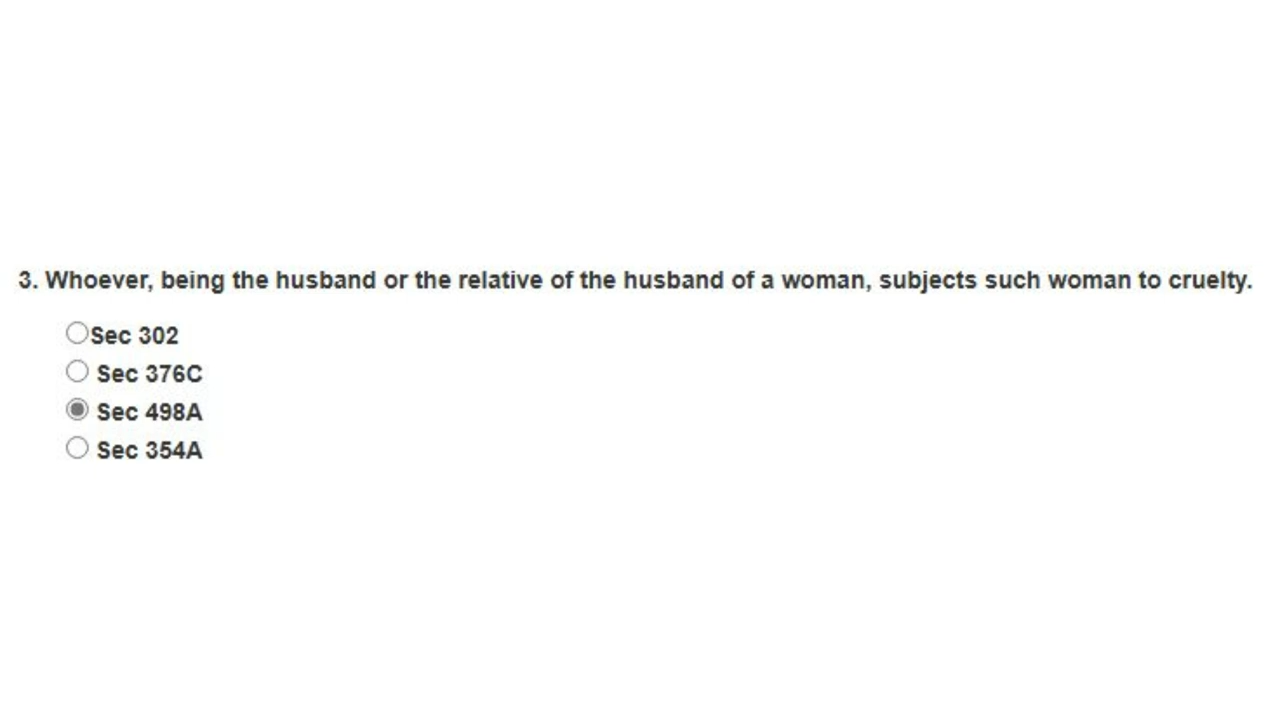 3. Whoever, being the husband or the relative of the husband of a woman, subjects such woman to cruelty.
Sec 302
Sec 376C
Sec 498A
Sec 354A